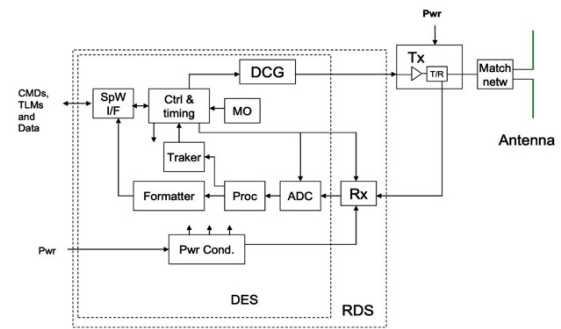 Pwr
Tx
T/R
Match
netw
DCG
CMDs,
TLMs
and
Data
SpW
I/F
Ctrl &
timing
MO
Antenna
Traker
Formatter
Proc
ADC
Rx
Pwr
Pwr Cond.
DES
RDS